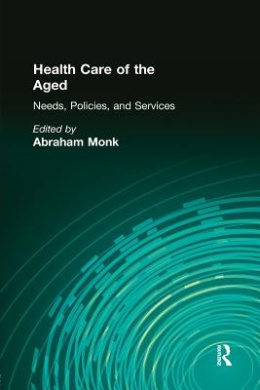 Health Care of the
Aged
Needs, Policies, and Services
Edited by
Abraham Monk
Routledge